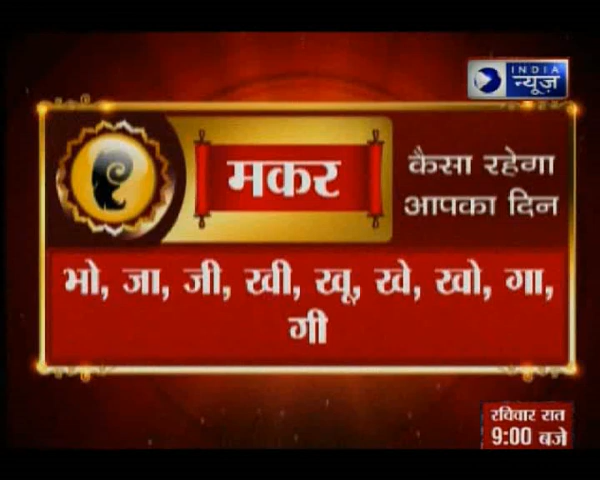 INDIA
न्यूज़
मकर
कैसा रहेगा
आपका दिन
भो, जा, जी, खी, खू, खे, खो, गा,
गी
रविवार रात
9:00 बजे